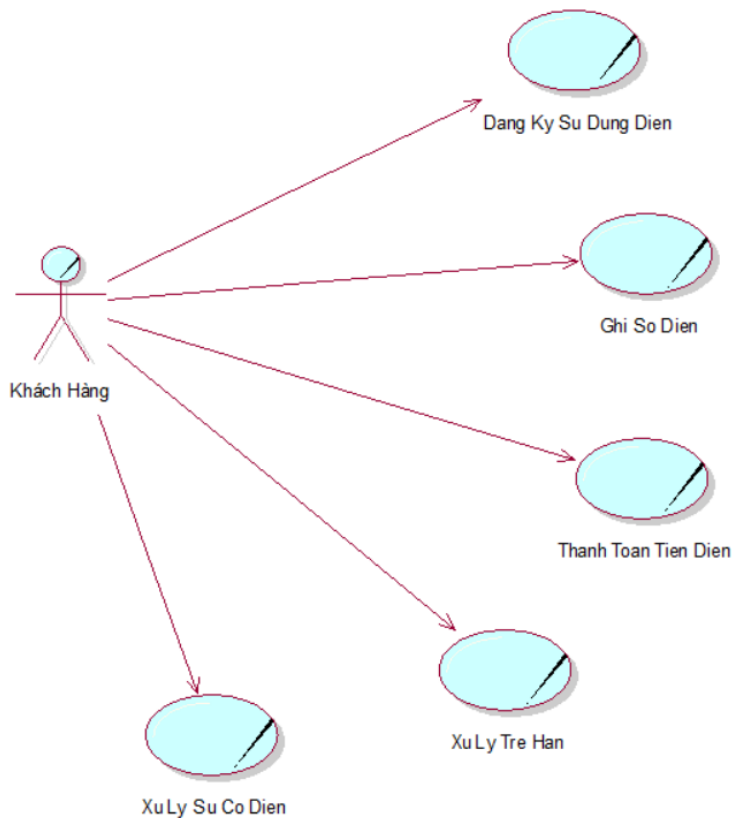 Dang Ky Su Dung Dien
Ghi So Dien
Khách Hàng
Thanh Toan Tien Dien
Xu Ly Tre Han
Xu Ly Su Co Dien